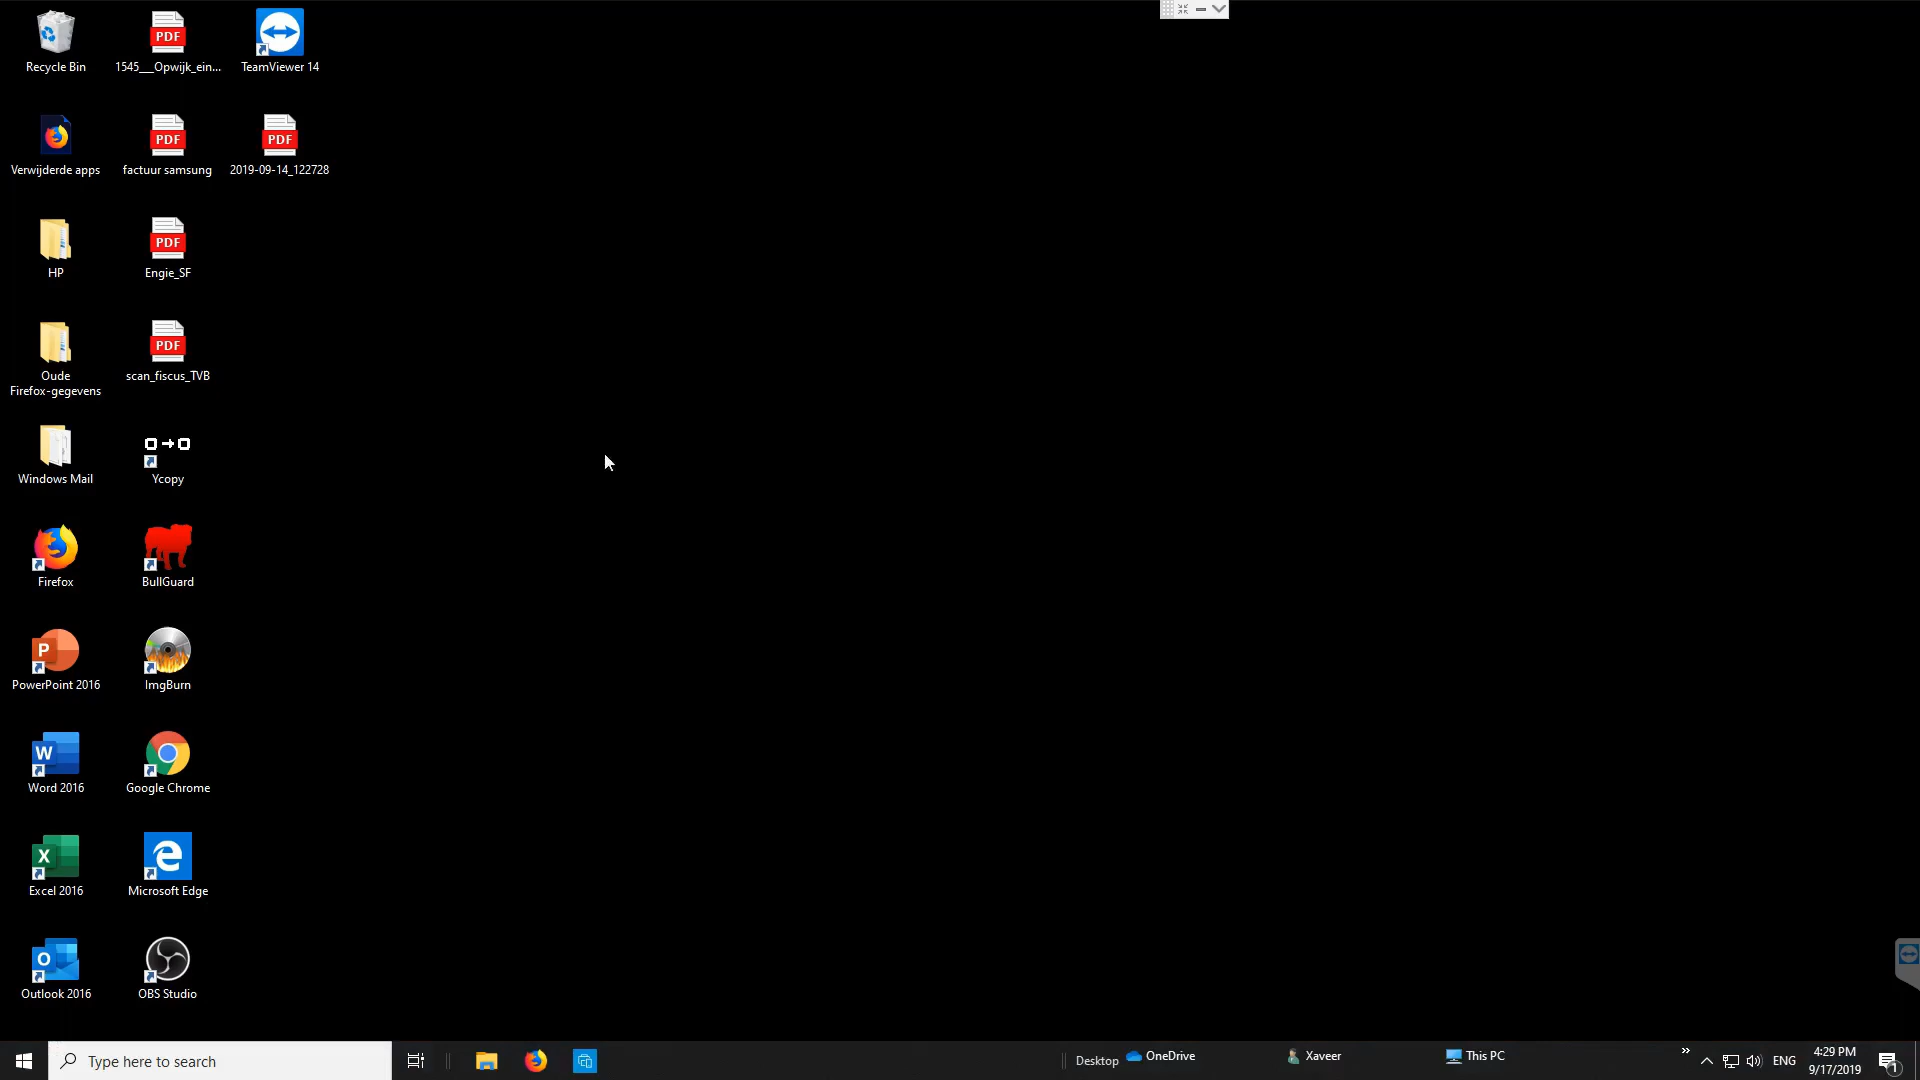 Recycle Bin
1545___Opwijk_ein...
TeamViewer 14
Verwijderde apps
factuur samsung
2019-09-14_122728
HP
Engie_SF
Oude
Firefox-gegevens
scan_fiscus_TVB
Windows Mail
Ycopy
Firefox
BullGuard
PowerPoint 2016
ImgBurn
Word 2016
Google Chrome
Excel 2016
Microsoft Edge
Outlook 2016
OBS Studio
PDF
PDF
PDF
PDF
PDF
P
W
X
O
Type here to search
Desktop
OneDrive
Xaveer
This PC
ENG
4:29 PM
9/17/2019
1